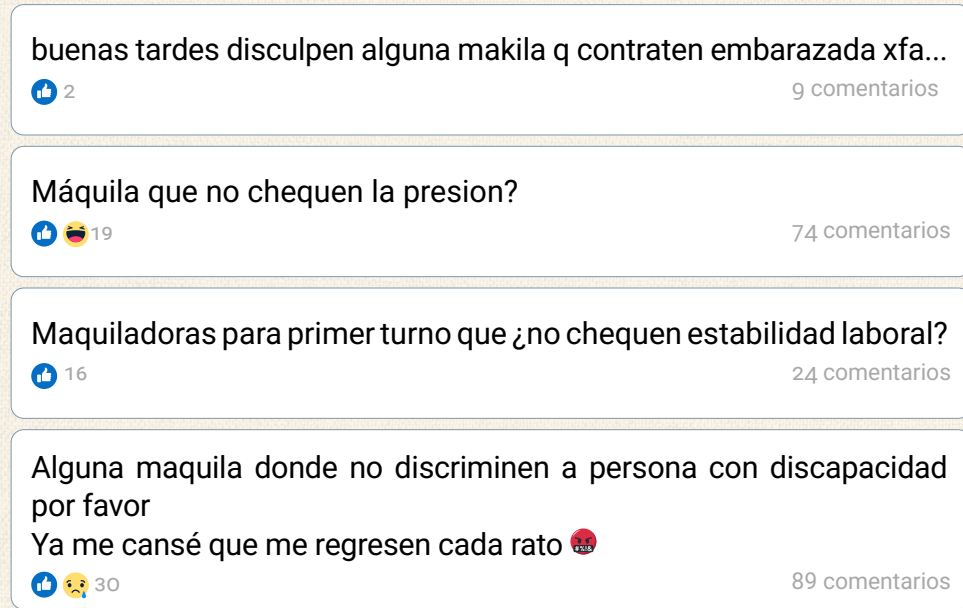 buenas tardes disculpen alguna makila q contraten embarazada xfa...
2
9 comentarios
Máquila que no chequen la presion?
19
74 comentarios
Maquiladoras para primer turno que ¿no chequen estabilidad laboral?
16
24 comentarios
Alguna maquila donde no discriminen a persona con discapacidad
por favor
Ya me cansé que me regresen cada rato 🤬
30
89 comentarios